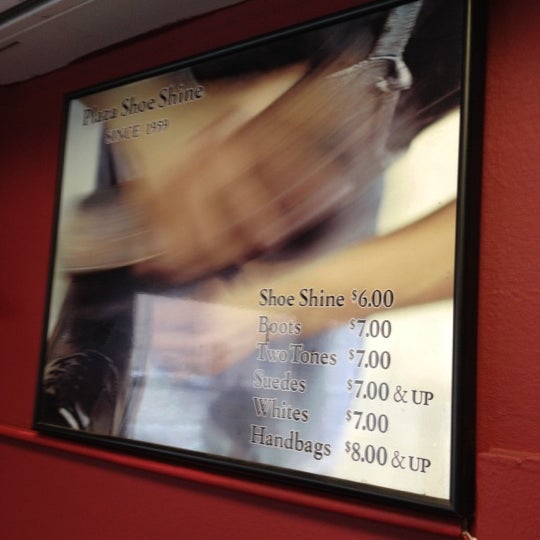 Plaza Shoe Shine
SINCE 1959
Shoe Shine $6.00
Boots $7.00
Two Tones $7.00
Suedes $7.00 & UP
Whites $7.00
Handbags $8.00 & UP